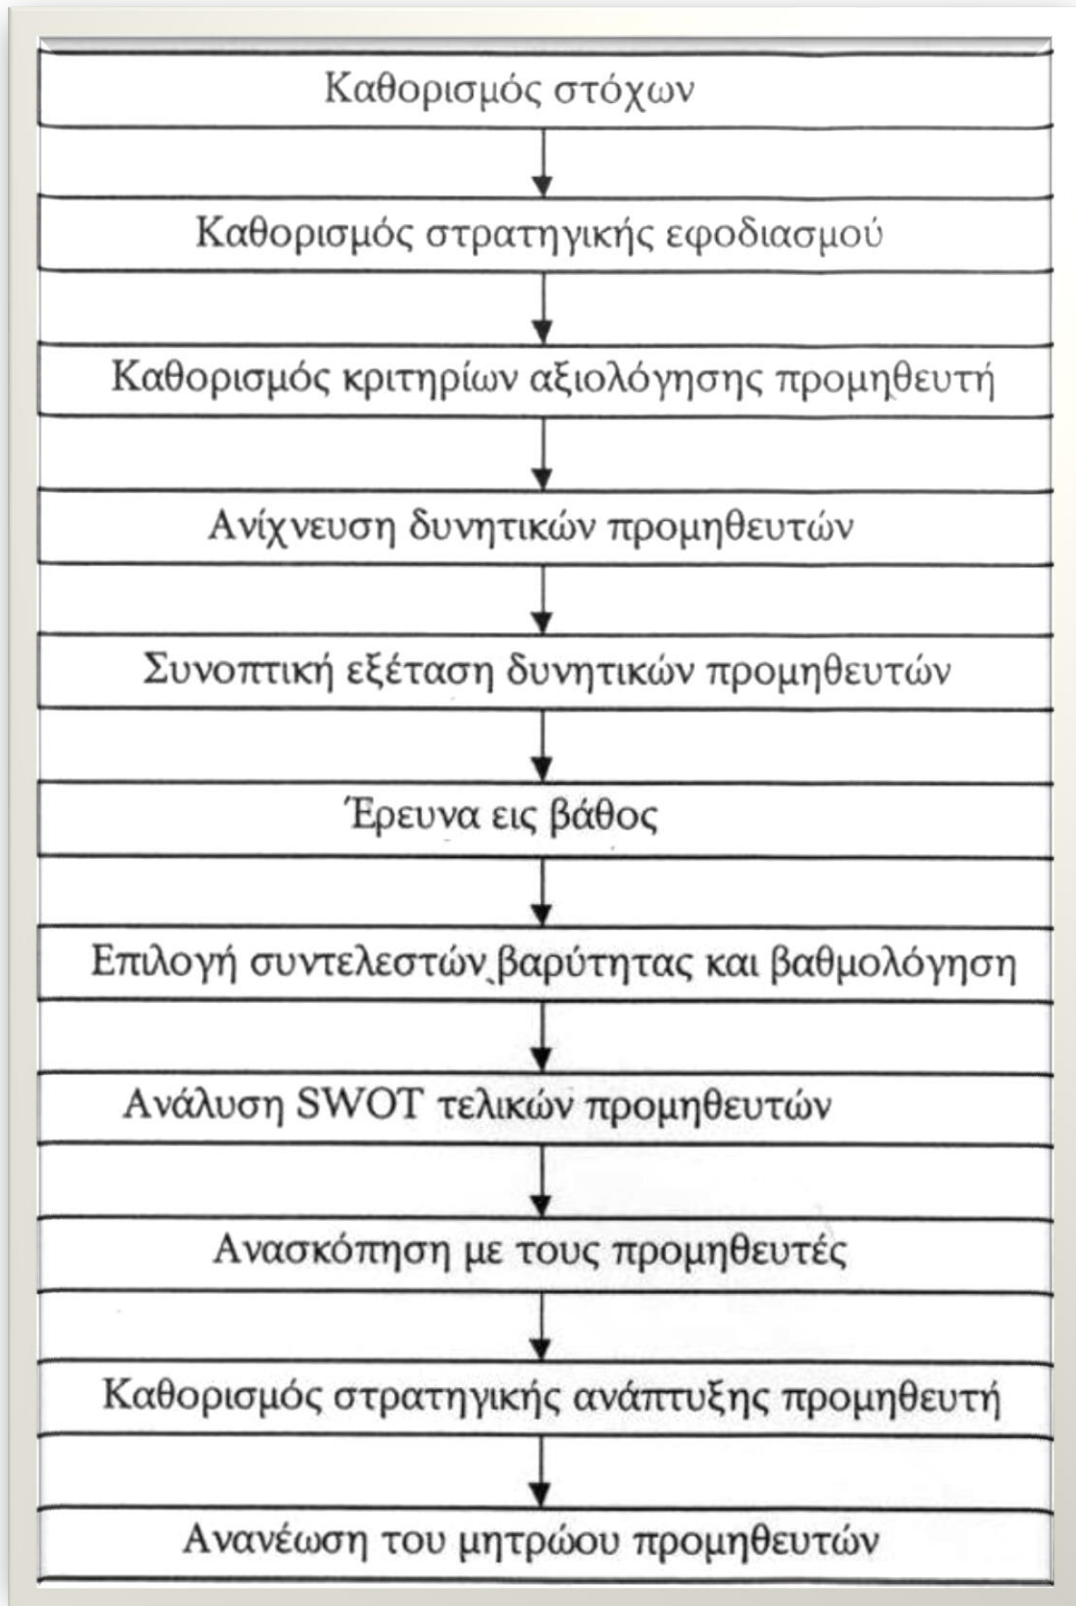 Καθορισμός στόχων
Καθορισμός στρατηγικής εφοδιασμού
Καθορισμός κριτηρίων αξιολόγησης προμηθευτή
Ανίχνευση δυνητικών προμηθευτών
Συνοπτική εξέταση δυνητικών προμηθευτών
Έρευνα εις βάθος
Επιλογή συντελεστών βαρύτητας και βαθμολόγηση
Ανάλυση SWOT τελικών προμηθευτών
Ανασκόπηση με τους προμηθευτές
Καθορισμός στρατηγικής ανάπτυξης προμηθευτή
Ανανέωση του μητρώου προμηθευτών